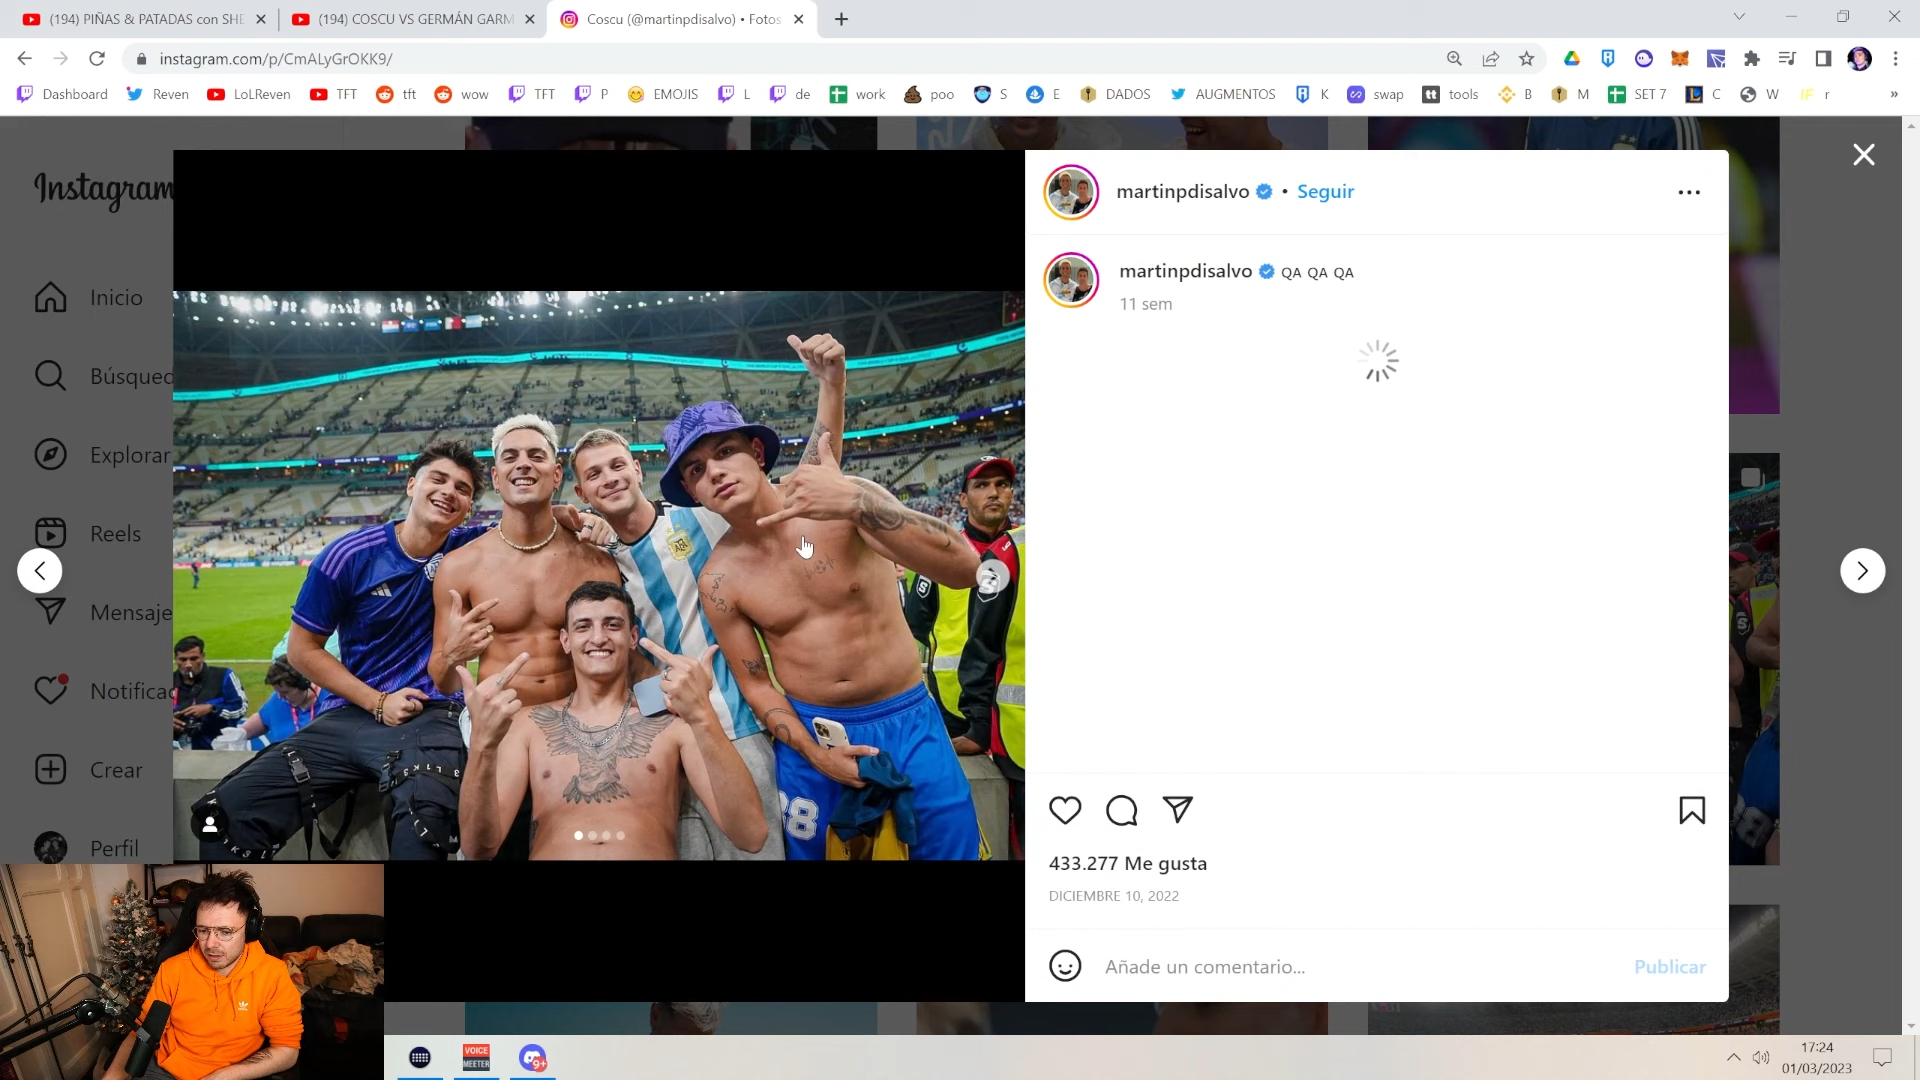 (194) PIÑAS & PATADAS con SHE
(194) COSCU VS GERMÁN GARM
Coscu (@martinpdisalvo) • Fotos
instagram.com/p/CmALyGrOKK9/
Dashboard
Reven
LoLReven
TFT
tft
wow
TFT
P
EMOJIS
L
de
work
poo
S
E
DADOS
AUGMENTOS
K
swap
tools
B
M
SET 7
C
W
r
»
Instagram
Inicio
Búsqued
Explorar
Reels
Mensaje
Notificac
Crear
Perfil
martinpdisalvo • Seguir
martinpdisalvo QA QA QA
11 sem
433.277 Me gusta
DICIEMBRE 10, 2022
Añade un comentario...
Publicar
VOICE
MEETER
9+
17:24
01/03/2023